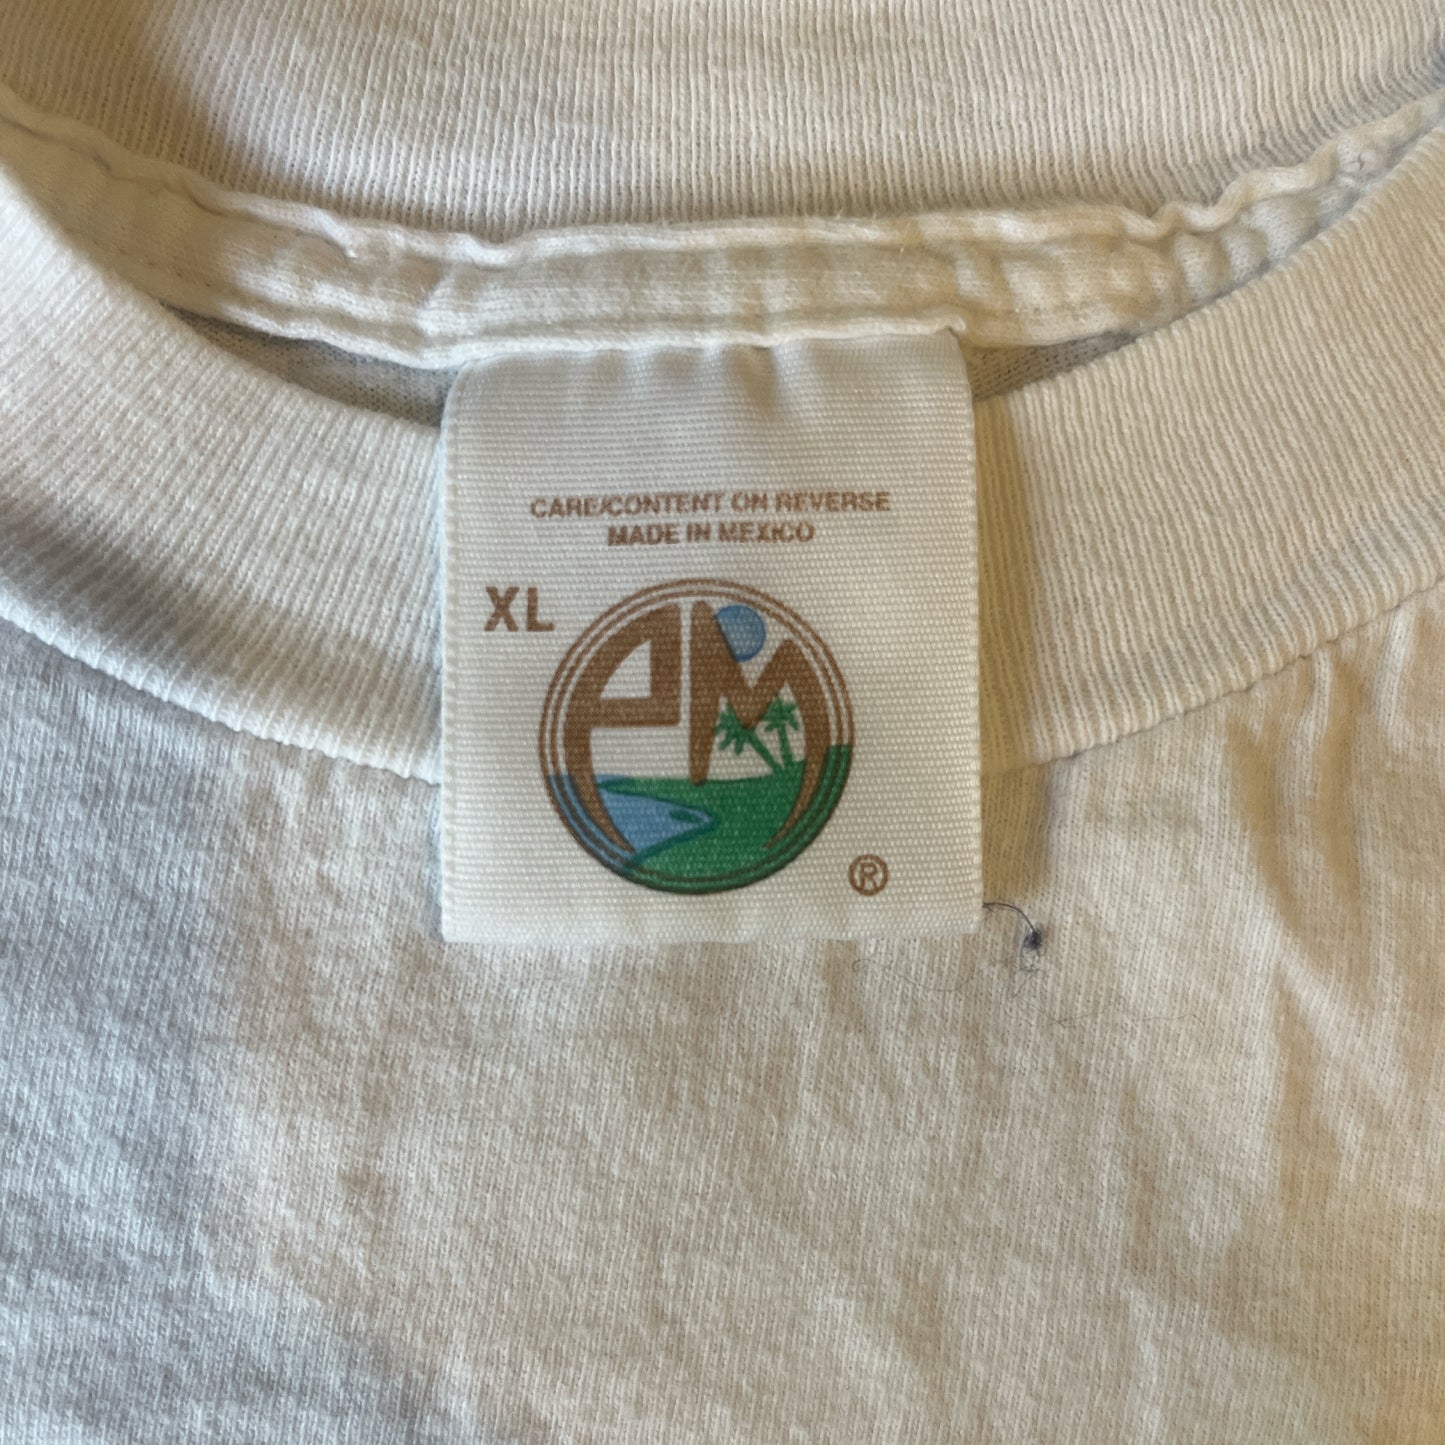 CARE/CONTENT ON REVERSE
MADE IN MEXICO
XL
PM
®